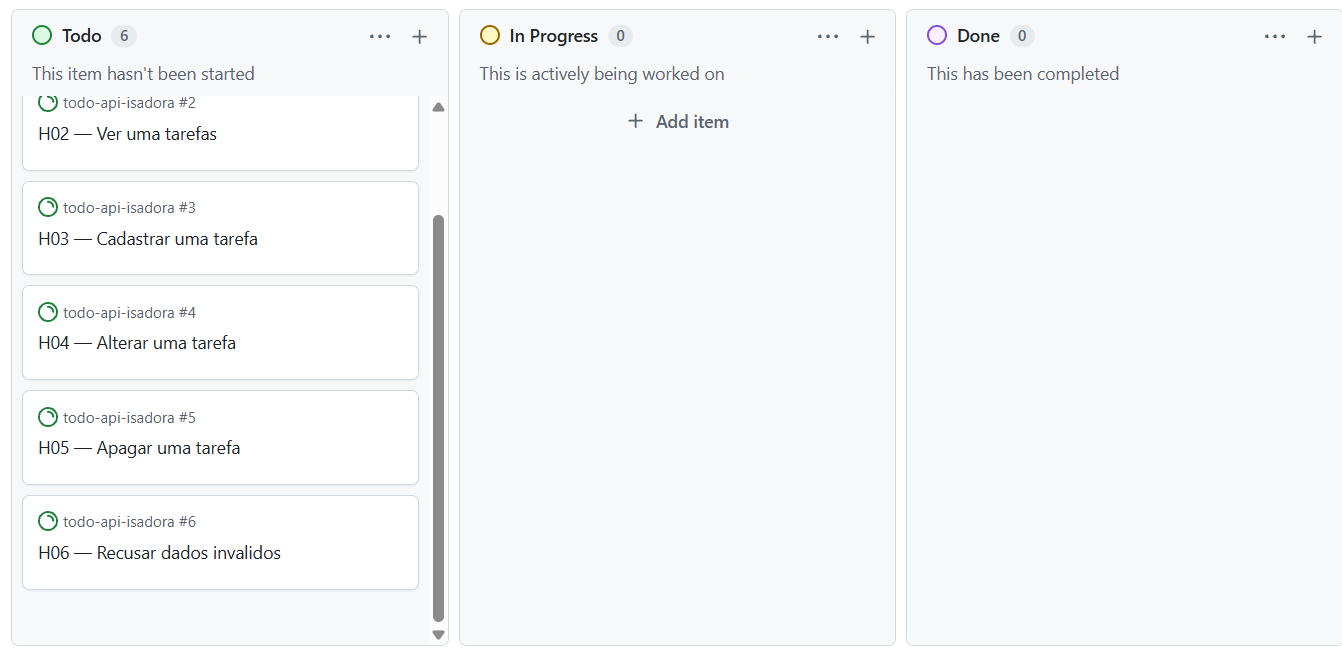 Todo 6
This item hasn't been started
todo-api-isadora #2
H02 — Ver uma tarefas
todo-api-isadora #3
H03 — Cadastrar uma tarefa
todo-api-isadora #4
H04 — Alterar uma tarefa
todo-api-isadora #5
H05 — Apagar uma tarefa
todo-api-isadora #6
H06 — Recusar dados invalidos
In Progress 0
This is actively being worked on
+ Add item
Done 0
This has been completed